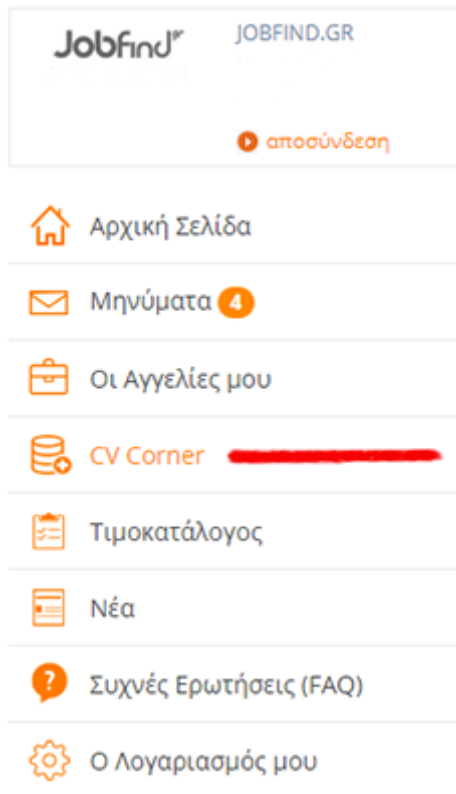 Jobfind.gr
JOBFIND.GR
αποσύνδεση
Αρχική Σελίδα
Μηνύματα 4
Οι Αγγελίες μου
CV Corner
Τιμοκατάλογος
Νέα
Συχνές Ερωτήσεις (FAQ)
Ο Λογαριασμός μου